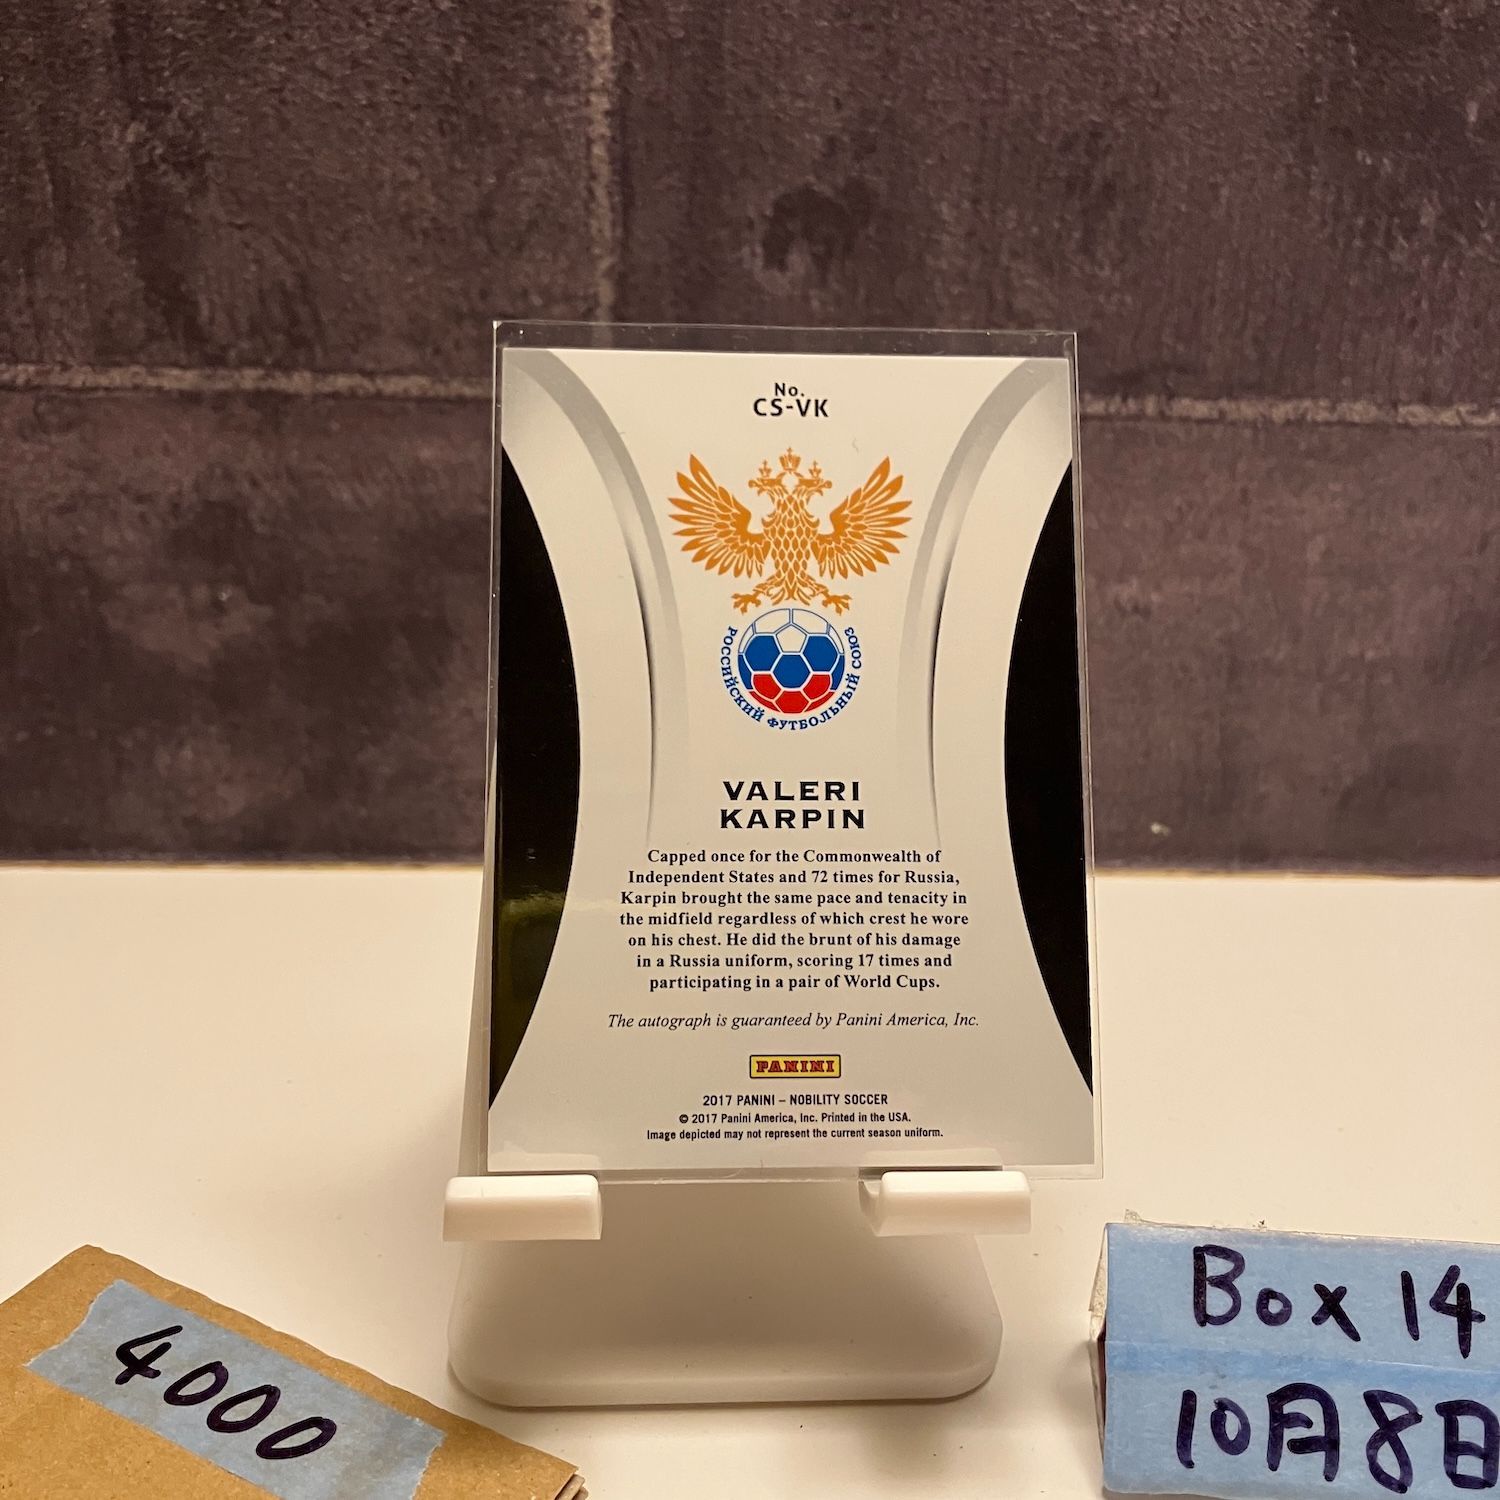 No.
CS-VK
РОССИЙСКИЙ ФУТБОЛЬНЫЙ СОЮЗ
VALERI
KARPIN
Capped once for the Commonwealth of
Independent States and 72 times for Russia,
Karpin brought the same pace and tenacity in
the midfield regardless of which crest he wore
on his chest. He did the brunt of his damage
in a Russia uniform, scoring 17 times and
participating in a pair of World Cups.
The autograph is guaranteed by Panini America, Inc.
PANINI
2017 PANINI – NOBILITY SOCCER
© 2017 Panini America, Inc. Printed in the USA.
Image depicted may not represent the current season uniform.
4000
Box 14
10月8日